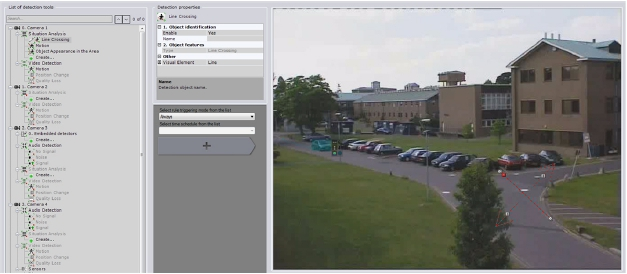 List of detection tools
Search...
0 of 0
0. Camera 1
Situation Analysis
Line Crossing
Motion
Object Appearance in the Area
Create...
Video Detection
Motion
Position Change
Quality Loss
1. Camera 2
Situation Analysis
Create...
Video Detection
Motion
Position Change
Quality Loss
2. Camera 3
0. Embedded detectors
Create...
Audio Detection
No Signal
Noise
Signal
Situation Analysis
Create...
Video Detection
Motion
Position Change
Quality Loss
3. Camera 4
Audio Detection
No Signal
Noise
Signal
Situation Analysis
Create...
Video Detection
Motion
Position Change
Quality Loss
Sensors
Detection properties
Line Crossing
1. Object identification
Enable Yes
Name
2. Object features
Type Line Crossing
Other
Visual Element Line
Name
Detection object name.
Select one triggering mode from the list
Always
Select time schedule from the list